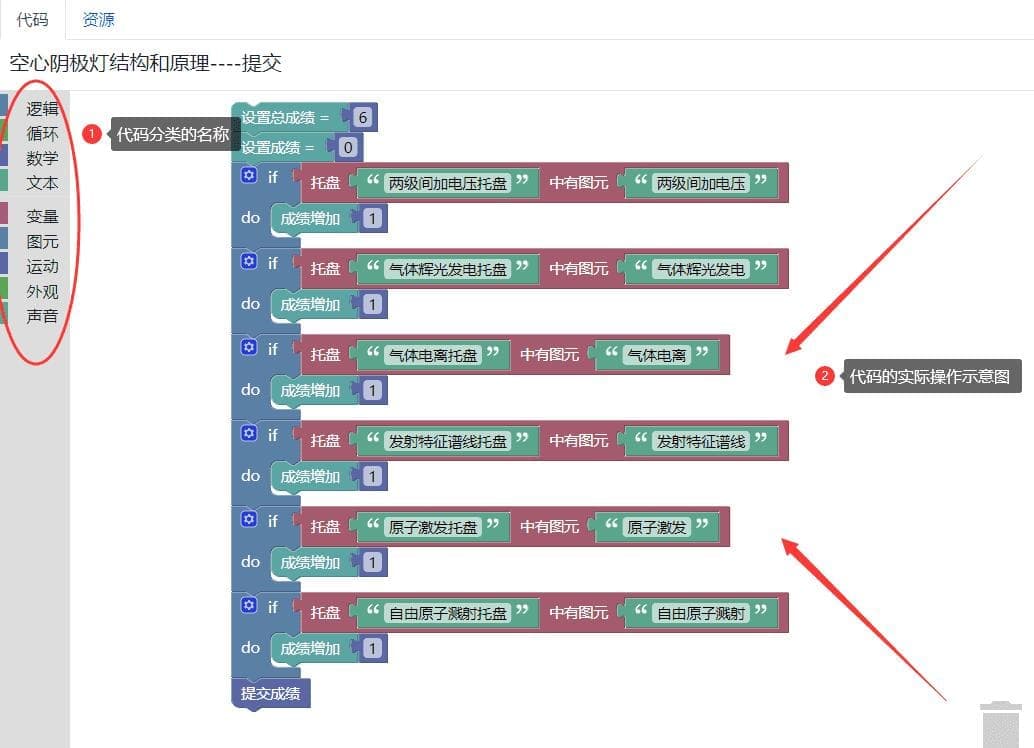 代码 资源
空心阴极灯结构和原理----提交
逻辑
循环
数学
文本
变量
图元
运动
外观
声音
1 代码分类的名称
设置总成绩 = 6
设置成绩 = 0
if 托盘 “ 两级间加电压托盘 ” 中有图元 “ 两级间加电压 ”
do 成绩增加 1
if 托盘 “ 气体辉光发电托盘 ” 中有图元 “ 气体辉光发电 ”
do 成绩增加 1
if 托盘 “ 气体电离托盘 ” 中有图元 “ 气体电离 ”
2 代码的实际操作示意图
do 成绩增加 1
if 托盘 “ 发射特征谱线托盘 ” 中有图元 “ 发射特征谱线 ”
do 成绩增加 1
if 托盘 “ 原子激发托盘 ” 中有图元 “ 原子激发 ”
do 成绩增加 1
if 托盘 “ 自由原子溅射托盘 ” 中有图元 “ 自由原子溅射 ”
do 成绩增加 1
提交成绩